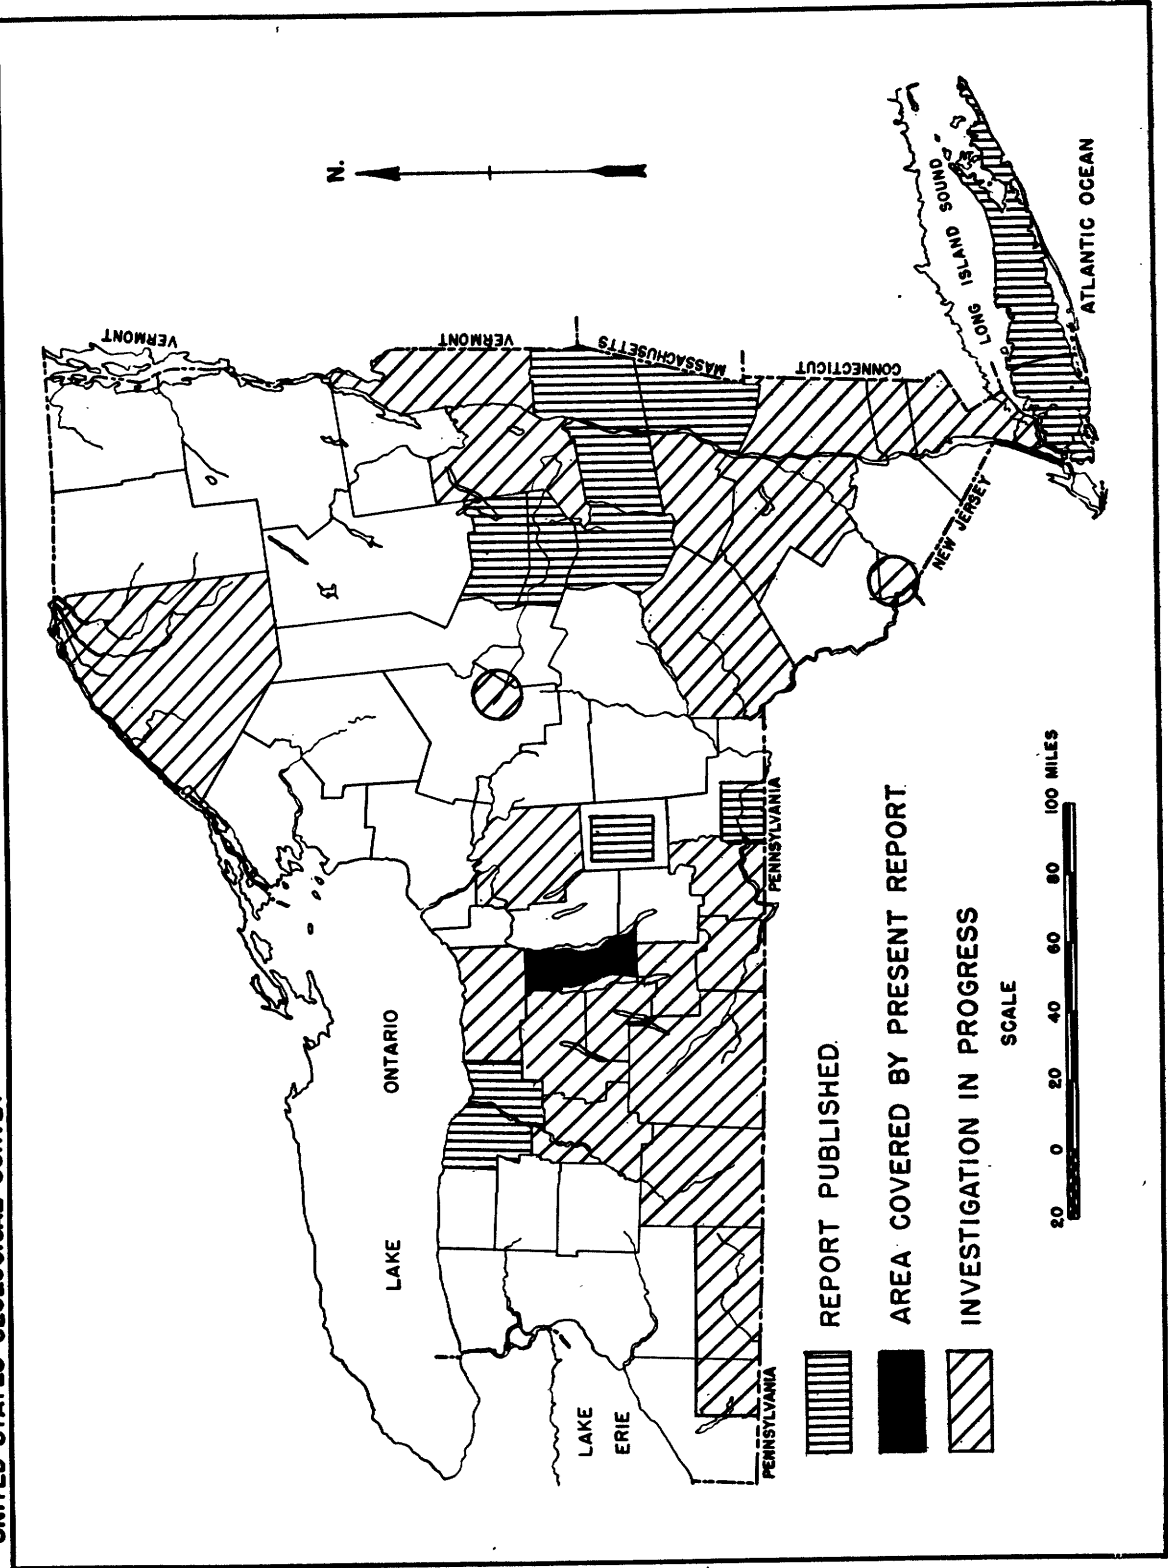 N.
VERMONT
VERMONT
MASSACHUSETTS
CONNECTICUT
LONG ISLAND SOUND
ATLANTIC OCEAN
NEW JERSEY
PENNSYLVANIA
PENNSYLVANIA
LAKE ONTARIO
LAKE
ERIE
REPORT PUBLISHED.
AREA COVERED BY PRESENT REPORT.
INVESTIGATION IN PROGRESS
SCALE
20 0 20 40 60 80 100 MILES